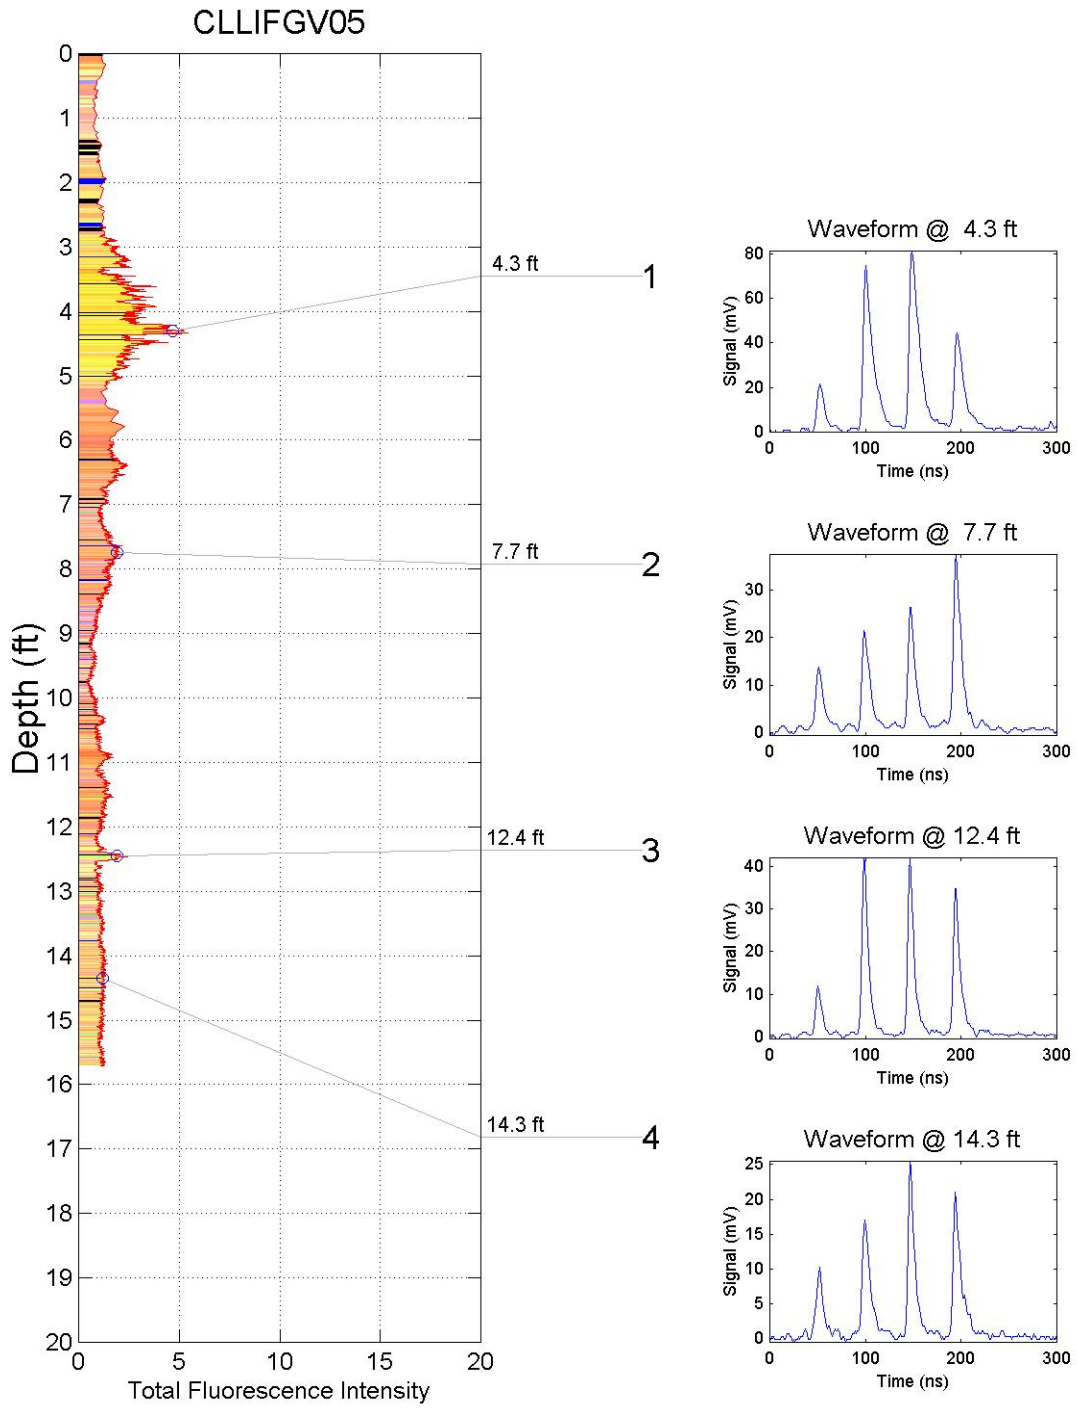 CLLIFGV05
0
1
2
3
4
5
6
7
8
9
10
11
12
13
14
15
16
17
18
19
20
Depth (ft)
0 5 10 15 20
Total Fluorescence Intensity
4.3 ft 1
7.7 ft 2
12.4 ft 3
14.3 ft 4
Waveform @ 4.3 ft
80
60
40
20
0
Signal (mV)
0 100 200 300
Time (ns)
Waveform @ 7.7 ft
30
20
10
0
Signal (mV)
0 100 200 300
Time (ns)
Waveform @ 12.4 ft
40
30
20
10
0
Signal (mV)
0 100 200 300
Time (ns)
Waveform @ 14.3 ft
25
20
15
10
5
0
Signal (mV)
0 100 200 300
Time (ns)